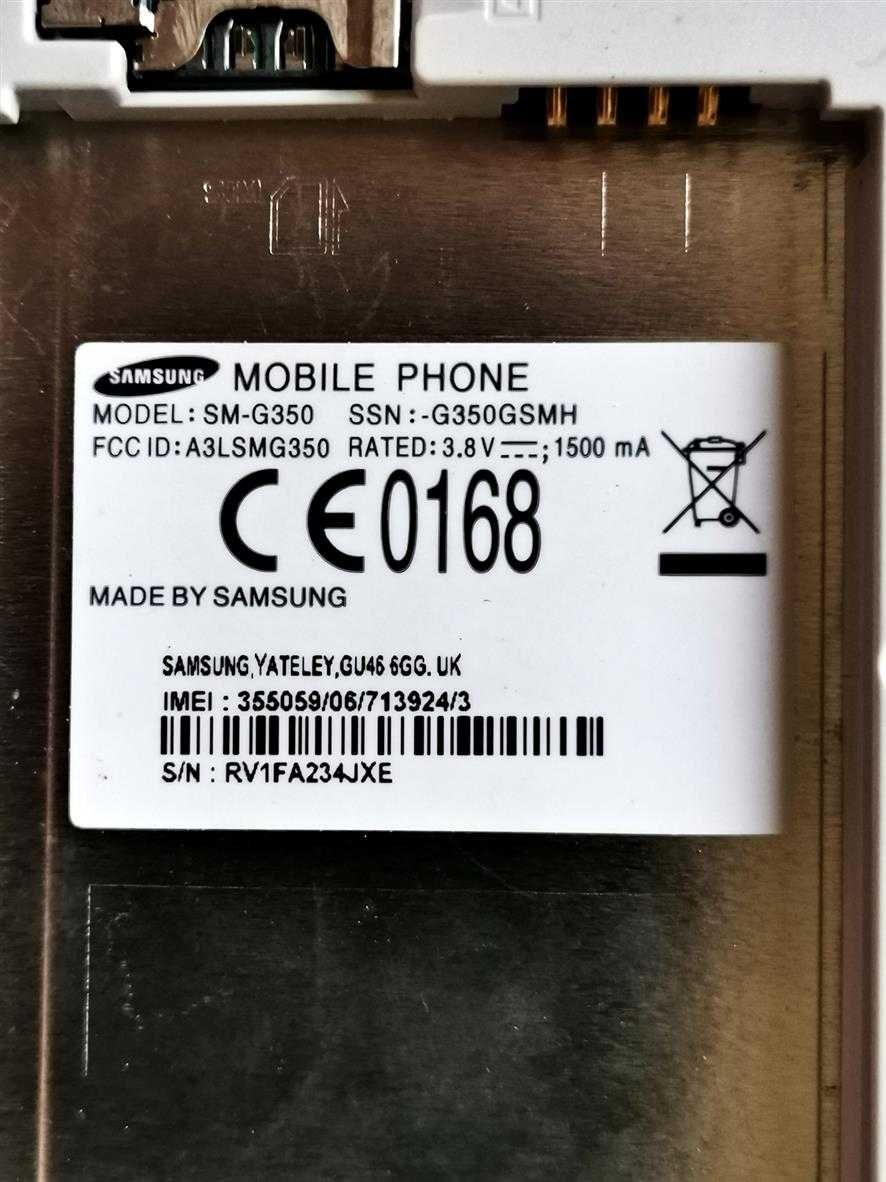 SAMSUNG MOBILE PHONE
MODEL: SM-G350 SSN:-G350GSMH
FCC ID:A3LSMG350 RATED:3.8V⎓; 1500 mA
CE0168
MADE BY SAMSUNG
SAMSUNG,YATELEY,GU46 6GG. UK
IMEI : 355059/06/713924/3
S/N : RV1FA234JXE